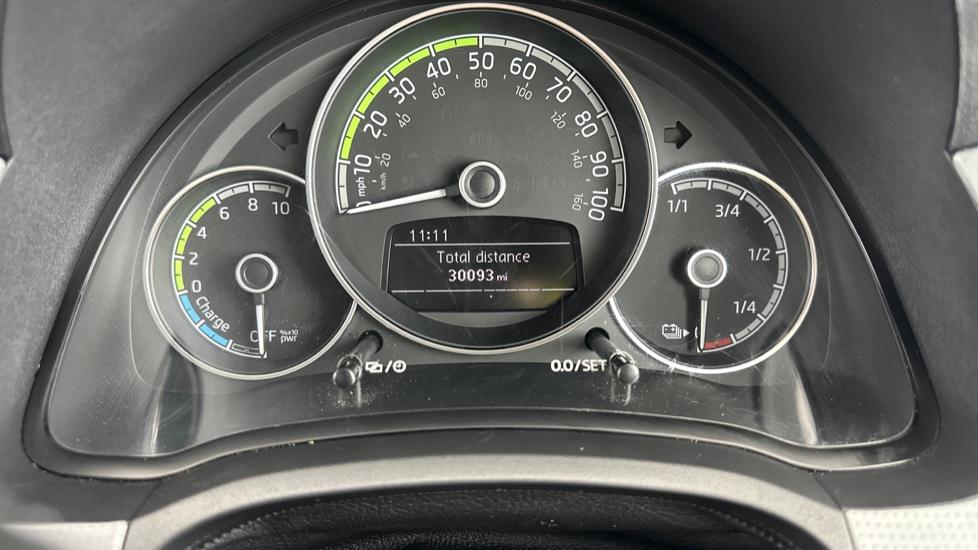 0 10 20 30 40 50 60 70 80 90 100
mph
km/h
20 40 60 80 100 120 140 160
11:11
Total distance
30093 mi
Charge 0 2 4 6 8 10
OFF
%x10
pwr
1/1 3/4 1/2 1/4
0.0/SET